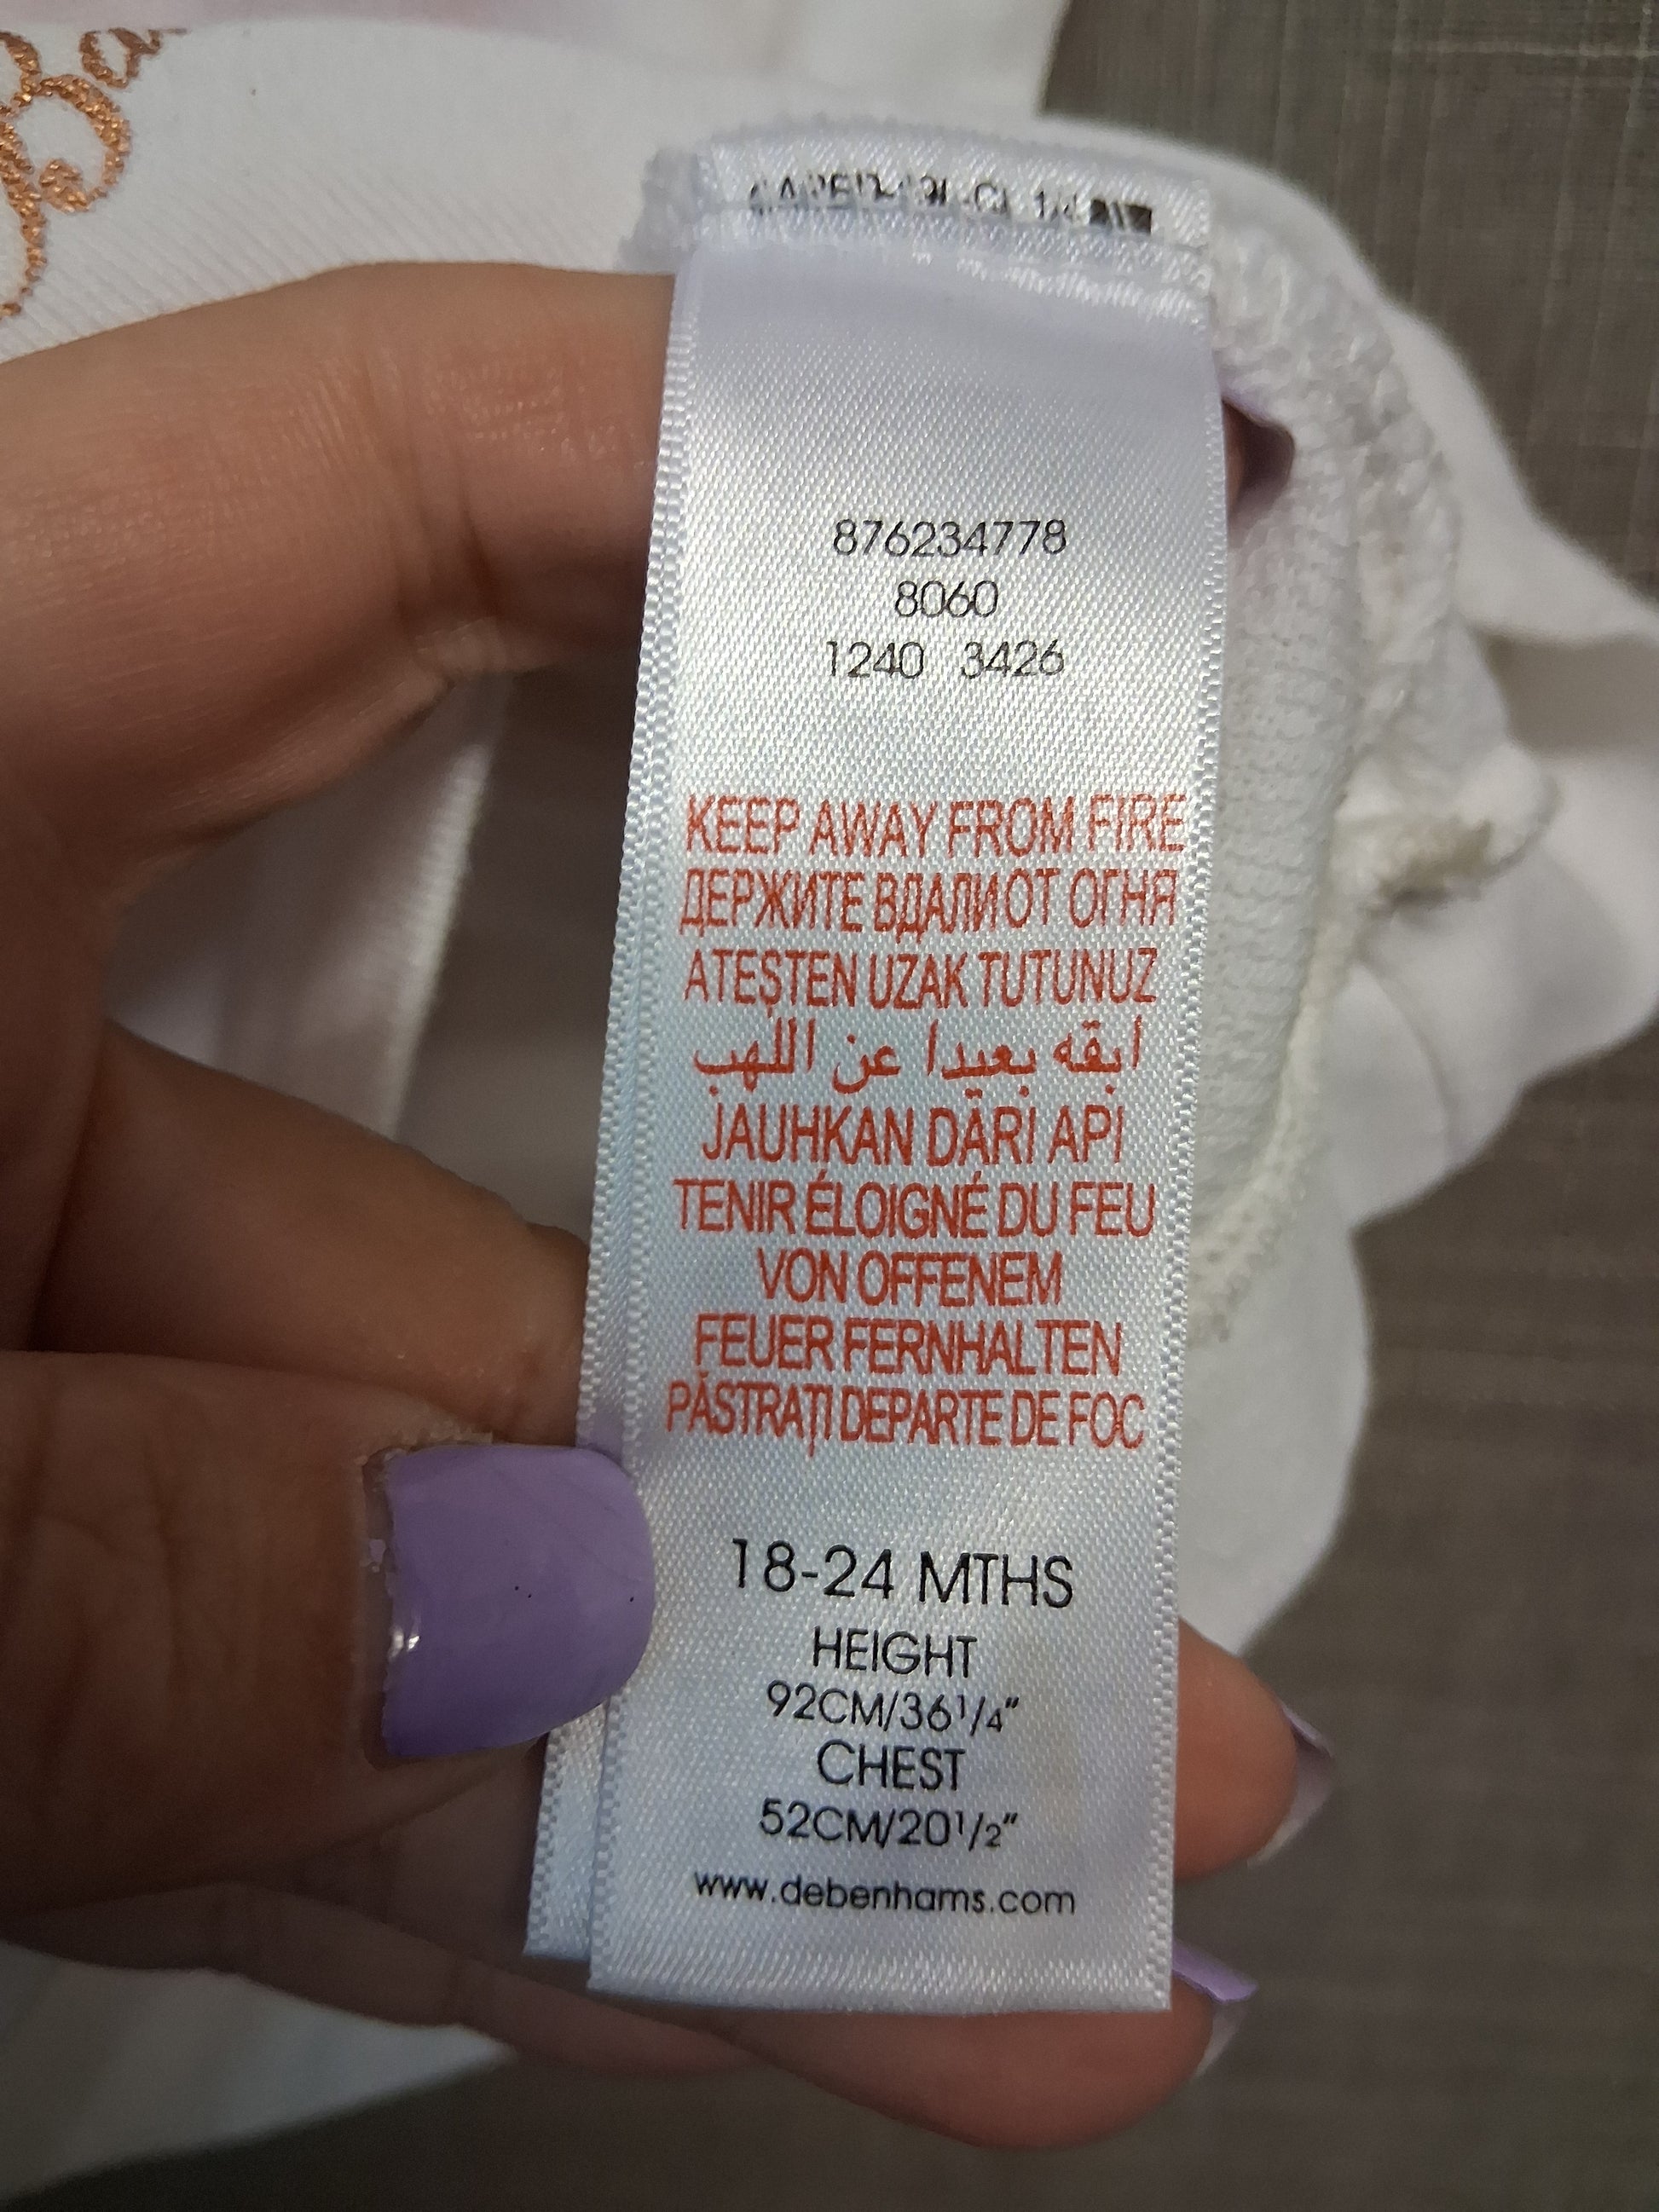 876234778
8060
1240 3426
KEEP AWAY FROM FIRE
ДЕРЖИТЕ ВДАЛИ ОТ ОГНЯ
ATEŞTEN UZAK TUTUNUZ
ابقه بعيدا عن اللهب
JAUHKAN DARI API
TENIR ÉLOIGNÉ DU FEU
VON OFFENEM
FEUER FERNHALTEN
PĂSTRAȚI DEPARTE DE FOC
18-24 MTHS
HEIGHT
92CM/36¹/₄"
CHEST
52CM/20¹/₂"
www.debenhams.com